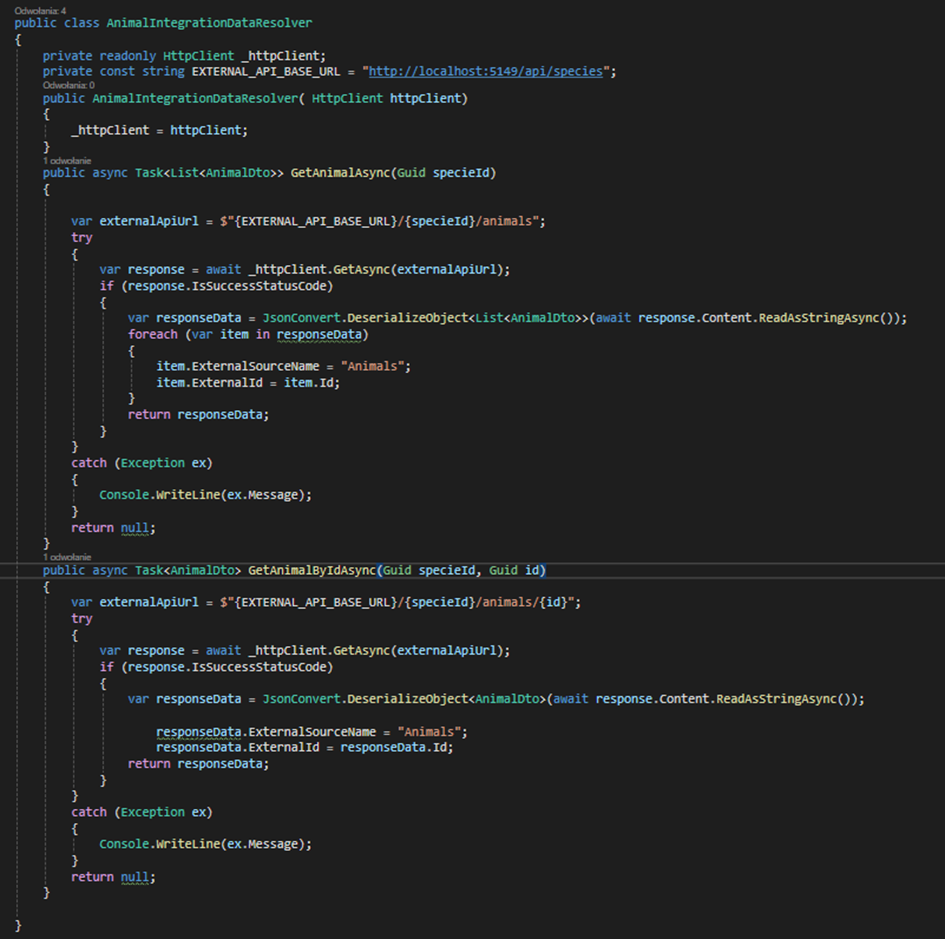 Odwołania: 4
public class AnimalIntegrationDataResolver
{
private readonly HttpClient _httpClient;
private const string EXTERNAL_API_BASE_URL = "http://localhost:5149/api/species";
Odwołania: 0
public AnimalIntegrationDataResolver( HttpClient httpClient)
{
_httpClient = httpClient;
}
1 odwołanie
public async Task<List<AnimalDto>> GetAnimalAsync(Guid specieId)
{
var externalApiUrl = $"{EXTERNAL_API_BASE_URL}/{specieId}/animals";
try
{
var response = await _httpClient.GetAsync(externalApiUrl);
if (response.IsSuccessStatusCode)
{
var responseData = JsonConvert.DeserializeObject<List<AnimalDto>>(await response.Content.ReadAsStringAsync());
foreach (var item in responseData)
{
item.ExternalSourceName = "Animals";
item.ExternalId = item.Id;
}
return responseData;
}
}
catch (Exception ex)
{
Console.WriteLine(ex.Message);
}
return null;
}
1 odwołanie
public async Task<AnimalDto> GetAnimalByIdAsync(Guid specieId, Guid id)
{
var externalApiUrl = $"{EXTERNAL_API_BASE_URL}/{specieId}/animals/{id}";
try
{
var response = await _httpClient.GetAsync(externalApiUrl);
if (response.IsSuccessStatusCode)
{
var responseData = JsonConvert.DeserializeObject<AnimalDto>(await response.Content.ReadAsStringAsync());
responseData.ExternalSourceName = "Animals";
responseData.ExternalId = responseData.Id;
return responseData;
}
}
catch (Exception ex)
{
Console.WriteLine(ex.Message);
}
return null;
}
}